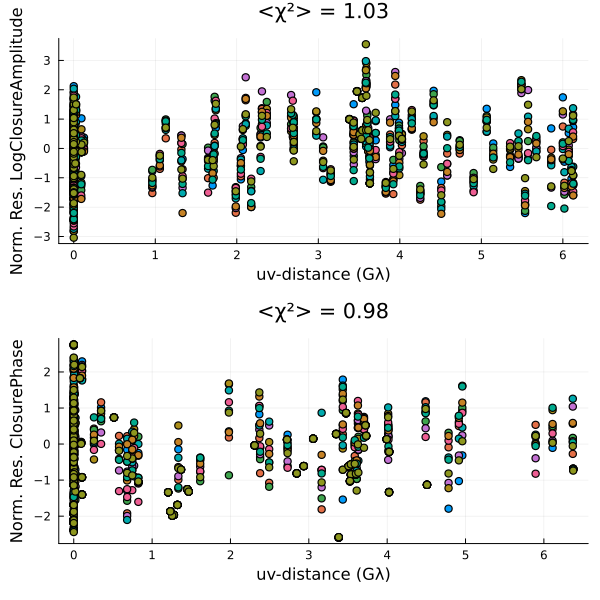 <χ²> = 1.03
Norm. Res. LogClosureAmplitude
3
2
1
0
−1
−2
−3
0 1 2 3 4 5 6
uv-distance (Gλ)
<χ²> = 0.98
Norm. Res. ClosurePhase
2
1
0
−1
−2
0 1 2 3 4 5 6
uv-distance (Gλ)